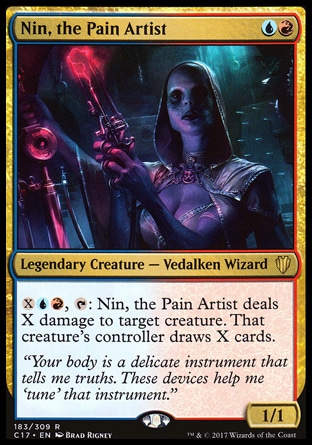 Nin, the Pain Artist
Legendary Creature — Vedalken Wizard
X, : Nin, the Pain Artist deals
X damage to target creature. That
creature's controller draws X cards.
“Your body is a delicate instrument that
tells me truths. These devices help me
‘tune’ that instrument.”
1/1
183/309 R
C17 • EN Brad Rigney
™ & © 2017 Wizards of the Coast